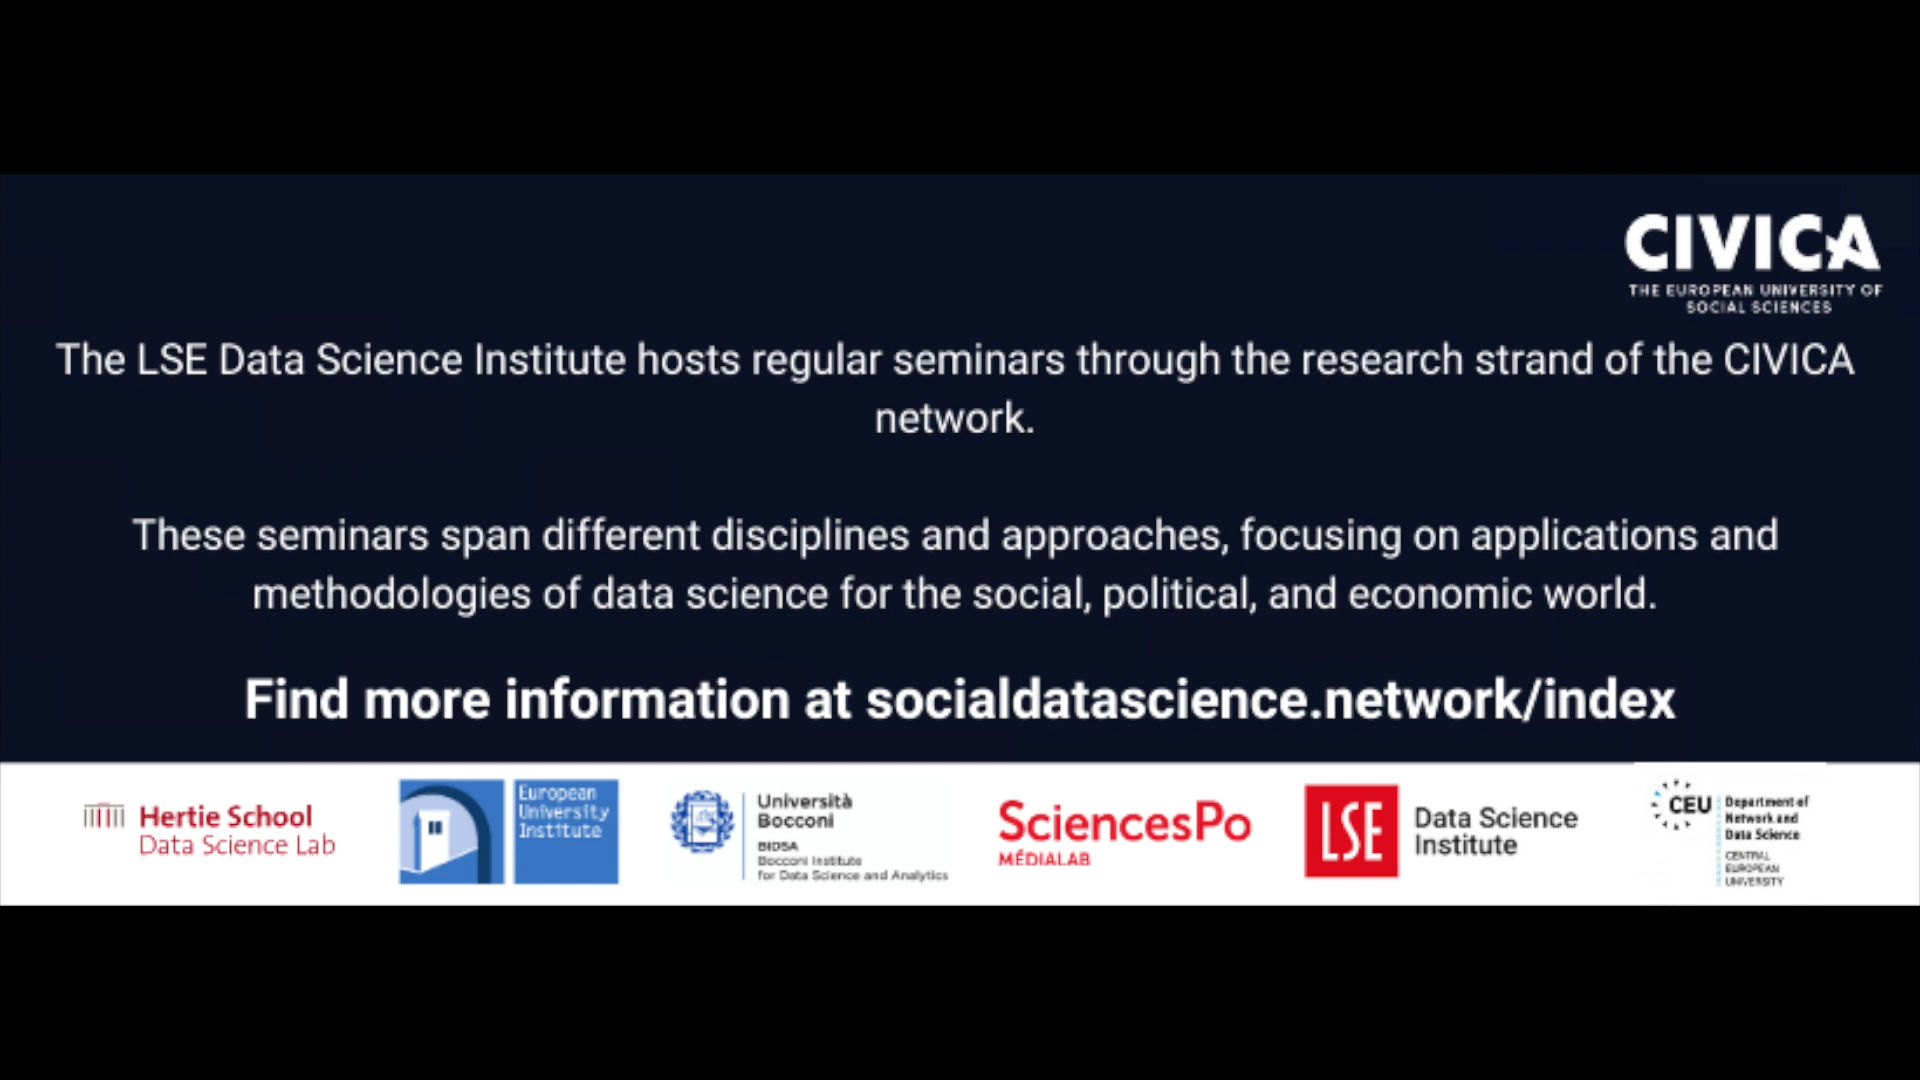 CIVICA
THE EUROPEAN UNIVERSITY OF
SOCIAL SCIENCES
The LSE Data Science Institute hosts regular seminars through the research strand of the CIVICA
network.
These seminars span different disciplines and approaches, focusing on applications and
methodologies of data science for the social, political, and economic world.
Find more information at socialdatascience.network/index
Hertie School
Data Science Lab
European
University
Institute
Università
Bocconi
BIDSA
Bocconi Institute
for Data Science and Analytics
SciencesPo
MÉDIALAB
LSE
Data Science
Institute
CEU
Department of
Network and
Data Science
CENTRAL
EUROPEAN
UNIVERSITY